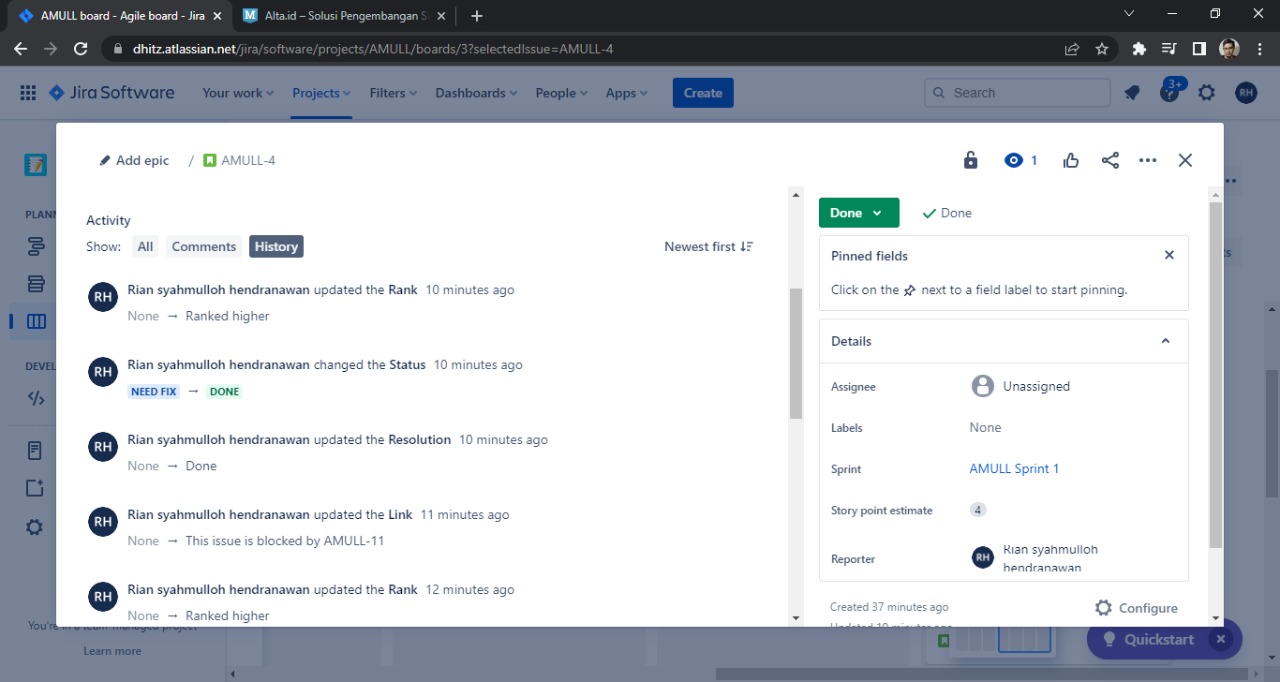 AMULL board - Agile board - Jira
Alta.id – Solusi Pengembangan S
dhitz.atlassian.net/jira/software/projects/AMULL/boards/3?selectedIssue=AMULL-4
Jira Software
Your work
Projects
Filters
Dashboards
People
Apps
Create
Search
3+
RH
PLANN
DEVEL
Add epic / AMULL-4
1
Activity
Show: All Comments History
Newest first
RH
Rian syahmulloh hendranawan updated the Rank 10 minutes ago
None → Ranked higher
RH
Rian syahmulloh hendranawan changed the Status 10 minutes ago
NEED FIX → DONE
RH
Rian syahmulloh hendranawan updated the Resolution 10 minutes ago
None → Done
RH
Rian syahmulloh hendranawan updated the Link 11 minutes ago
None → This issue is blocked by AMULL-11
RH
Rian syahmulloh hendranawan updated the Rank 12 minutes ago
None → Ranked higher
Done
Done
Pinned fields
Click on the next to a field label to start pinning.
Details
Assignee
Unassigned
Labels
None
Sprint
AMULL Sprint 1
Story point estimate
4
Reporter
RH
Rian syahmulloh
hendranawan
Created 37 minutes ago
Updated 10 minutes ago
Configure
You're in a team-managed project
Learn more
Quickstart